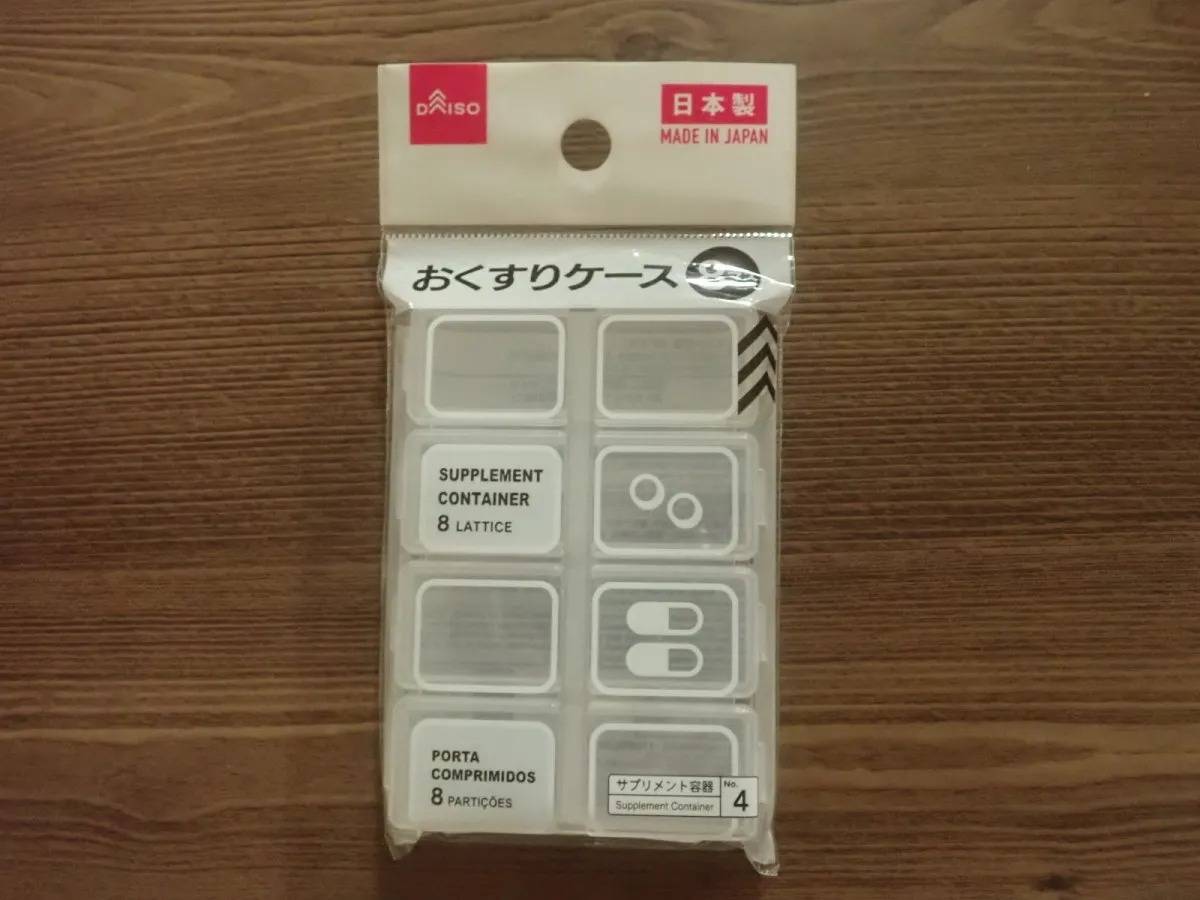 DAISO
日本製
MADE IN JAPAN
おくすりケース
SUPPLEMENT
CONTAINER
8 LATTICE
PORTA
COMPRIMIDOS
8 PARTIÇÕES
サプリメント容器
Supplement Container
No.
4